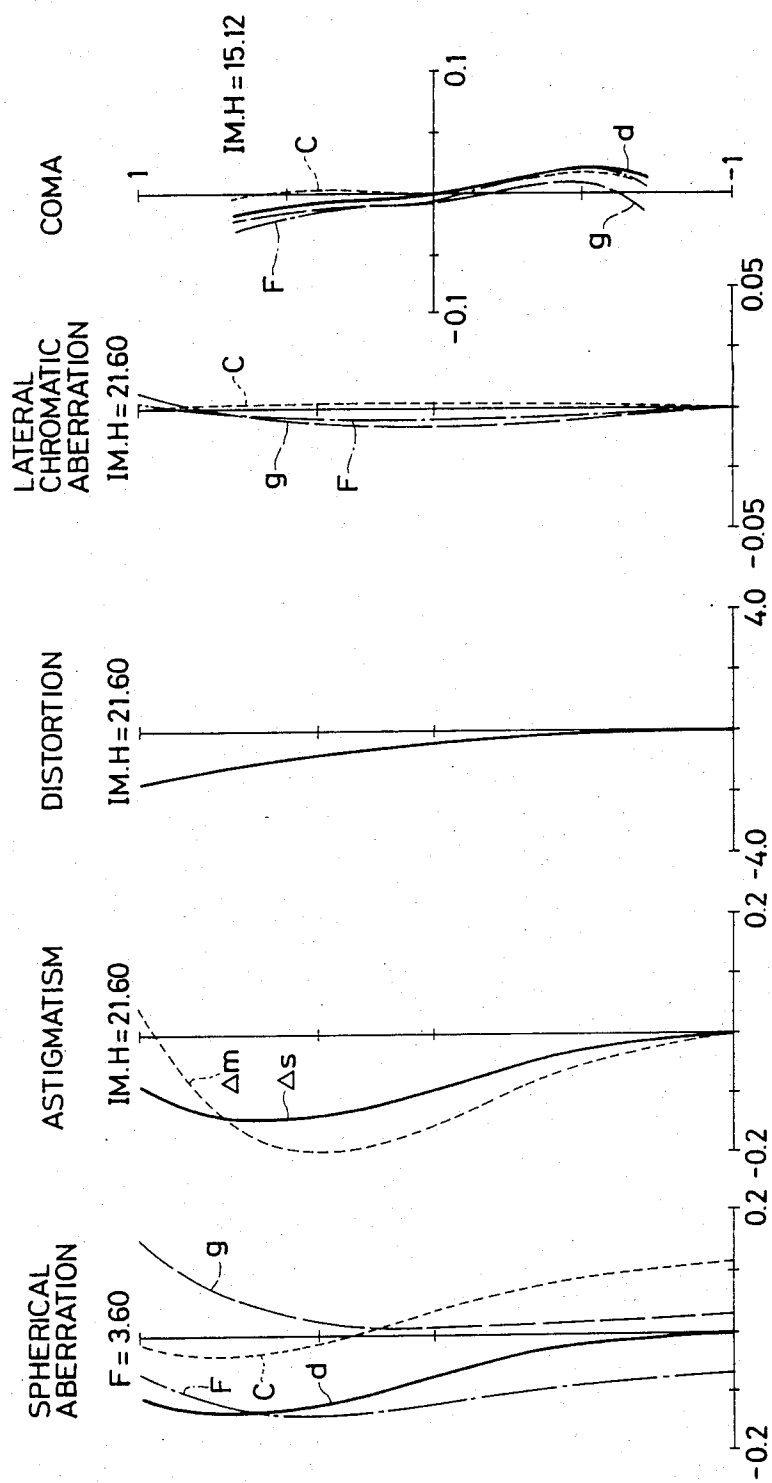 SPHERICAL
ABERRATION
F = 3.60
g
F
C
d
-0.2
0.2
ASTIGMATISM
IM.H = 21.60
Δm
Δs
-0.2
0.2
DISTORTION
IM.H = 21.60
-4.0
4.0
LATERAL
CHROMATIC
ABERRATION
IM.H = 21.60
C
g
F
-0.05
0.05
COMA
1
IM.H = 15.12
C
F
-0.1
0.1
g
d
-1